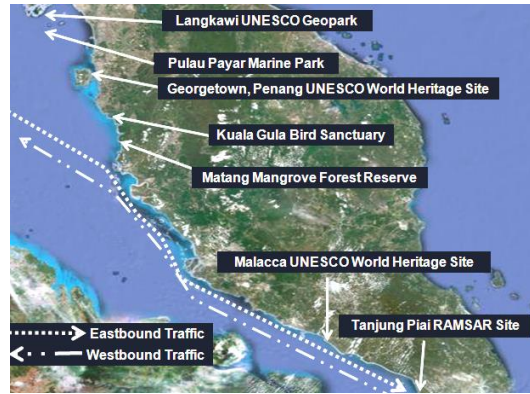 Langkawi UNESCO Geopark
Pulau Payar Marine Park
Georgetown, Penang UNESCO World Heritage Site
Kuala Gula Bird Sanctuary
Matang Mangrove Forest Reserve
Malacca UNESCO World Heritage Site
Tanjung Piai RAMSAR Site
Eastbound Traffic
Westbound Traffic